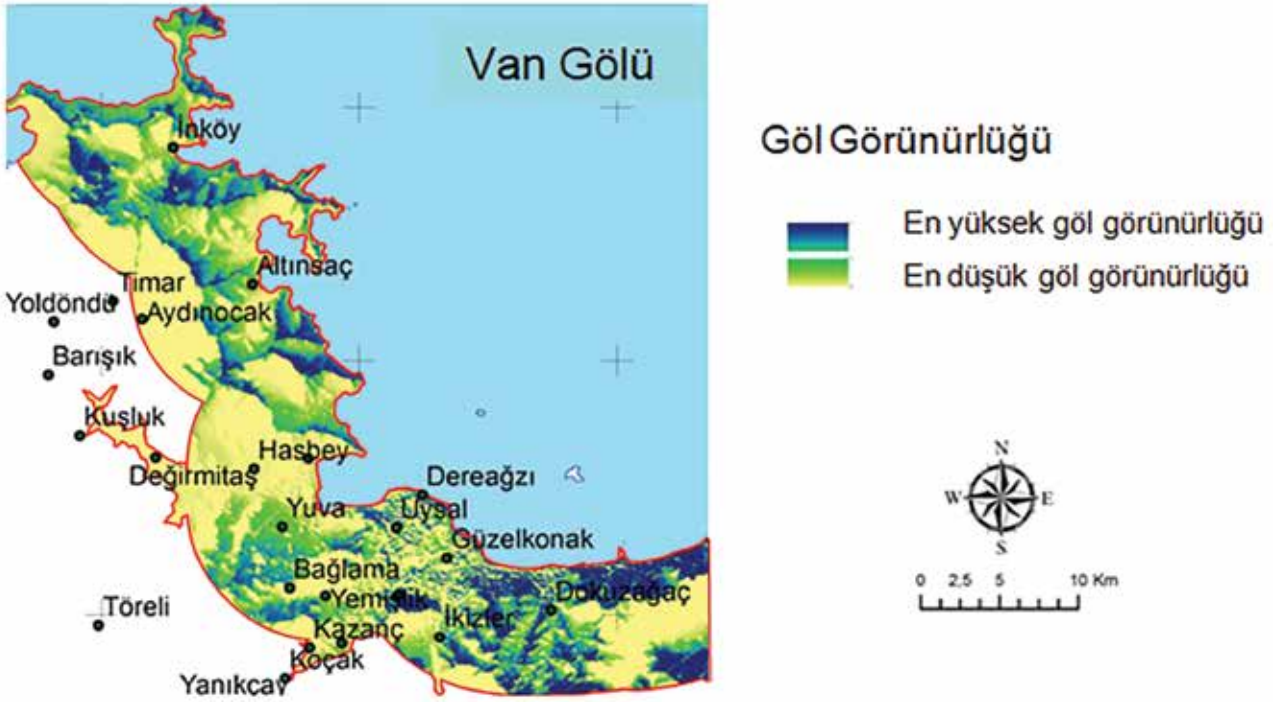 Van Gölü
İnköy
Altınsaç
Timar
Yoldöndü
Aydınocak
Barışık
Kuşluk
Değirmitaş
Hasbey
Dereağzı
Yuva
Uysal
Güzelkonak
Bağlama
Yemişlik
Dokuzağaç
Töreli
Kazanç
İkizler
Koçak
Yanıkçay
Göl Görünürlüğü
En yüksek göl görünürlüğü
En düşük göl görünürlüğü
N
W E
S
0 2,5 5 10 Km